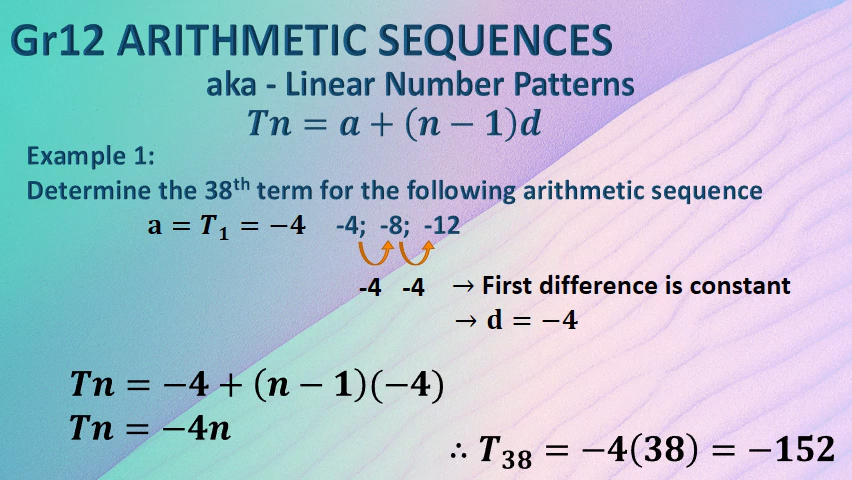 Gr12 ARITHMETIC SEQUENCES
aka - Linear Number Patterns
Tn = a + (n − 1)d
Example 1:
Determine the 38th term for the following arithmetic sequence
a = T₁ = −4 -4; -8; -12
-4 -4 → First difference is constant
→ d = −4
Tn = −4 + (n − 1)(−4)
Tn = −4n
∴ T₃₈ = −4(38) = −152